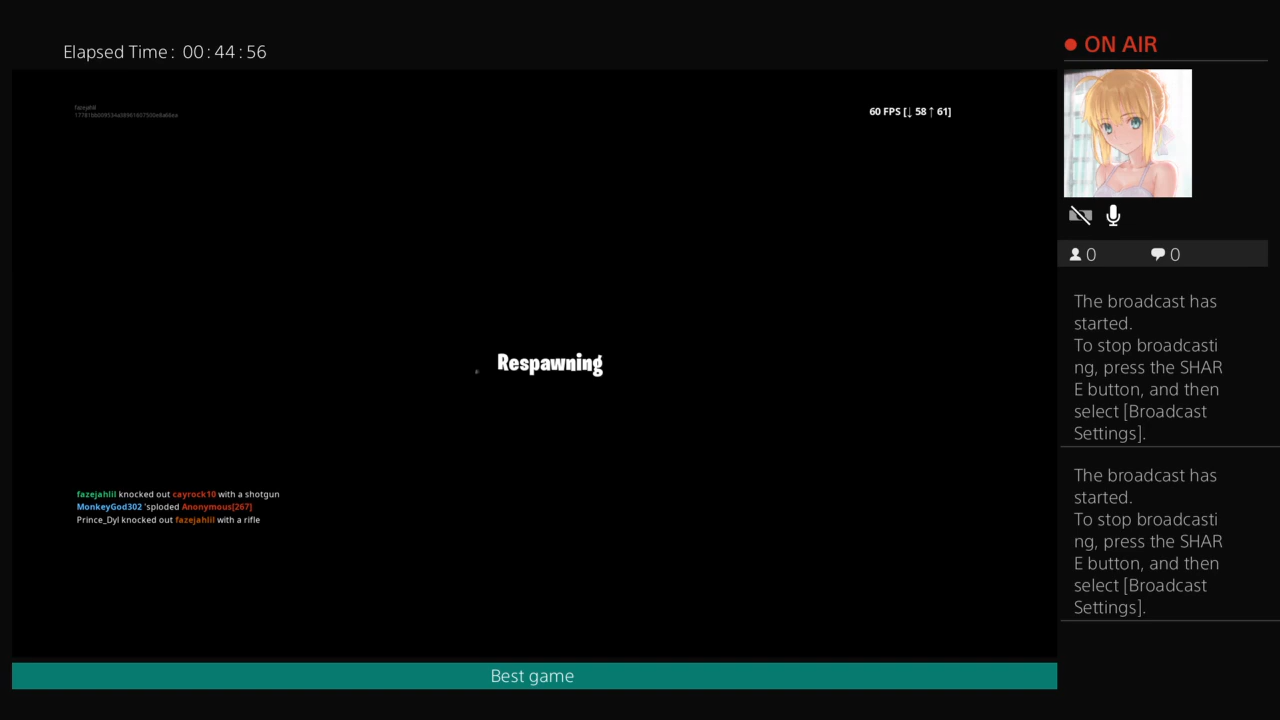 Elapsed Time: 00:44:56
ON AIR
fazejahlil
60 FPS [↓ 58 ↑ 61]
0 0
The broadcast has
started.
To stop broadcasti
ng, press the SHAR
E button, and then
select [Broadcast
Settings].
Respawning
The broadcast has
started.
To stop broadcasti
ng, press the SHAR
E button, and then
select [Broadcast
Settings].
fazejahlil knocked out cayrock10 with a shotgun
MonkeyGod302 'sploded Anonymous[267]
Prince_Dyl knocked out fazejahlil with a rifle
Best game